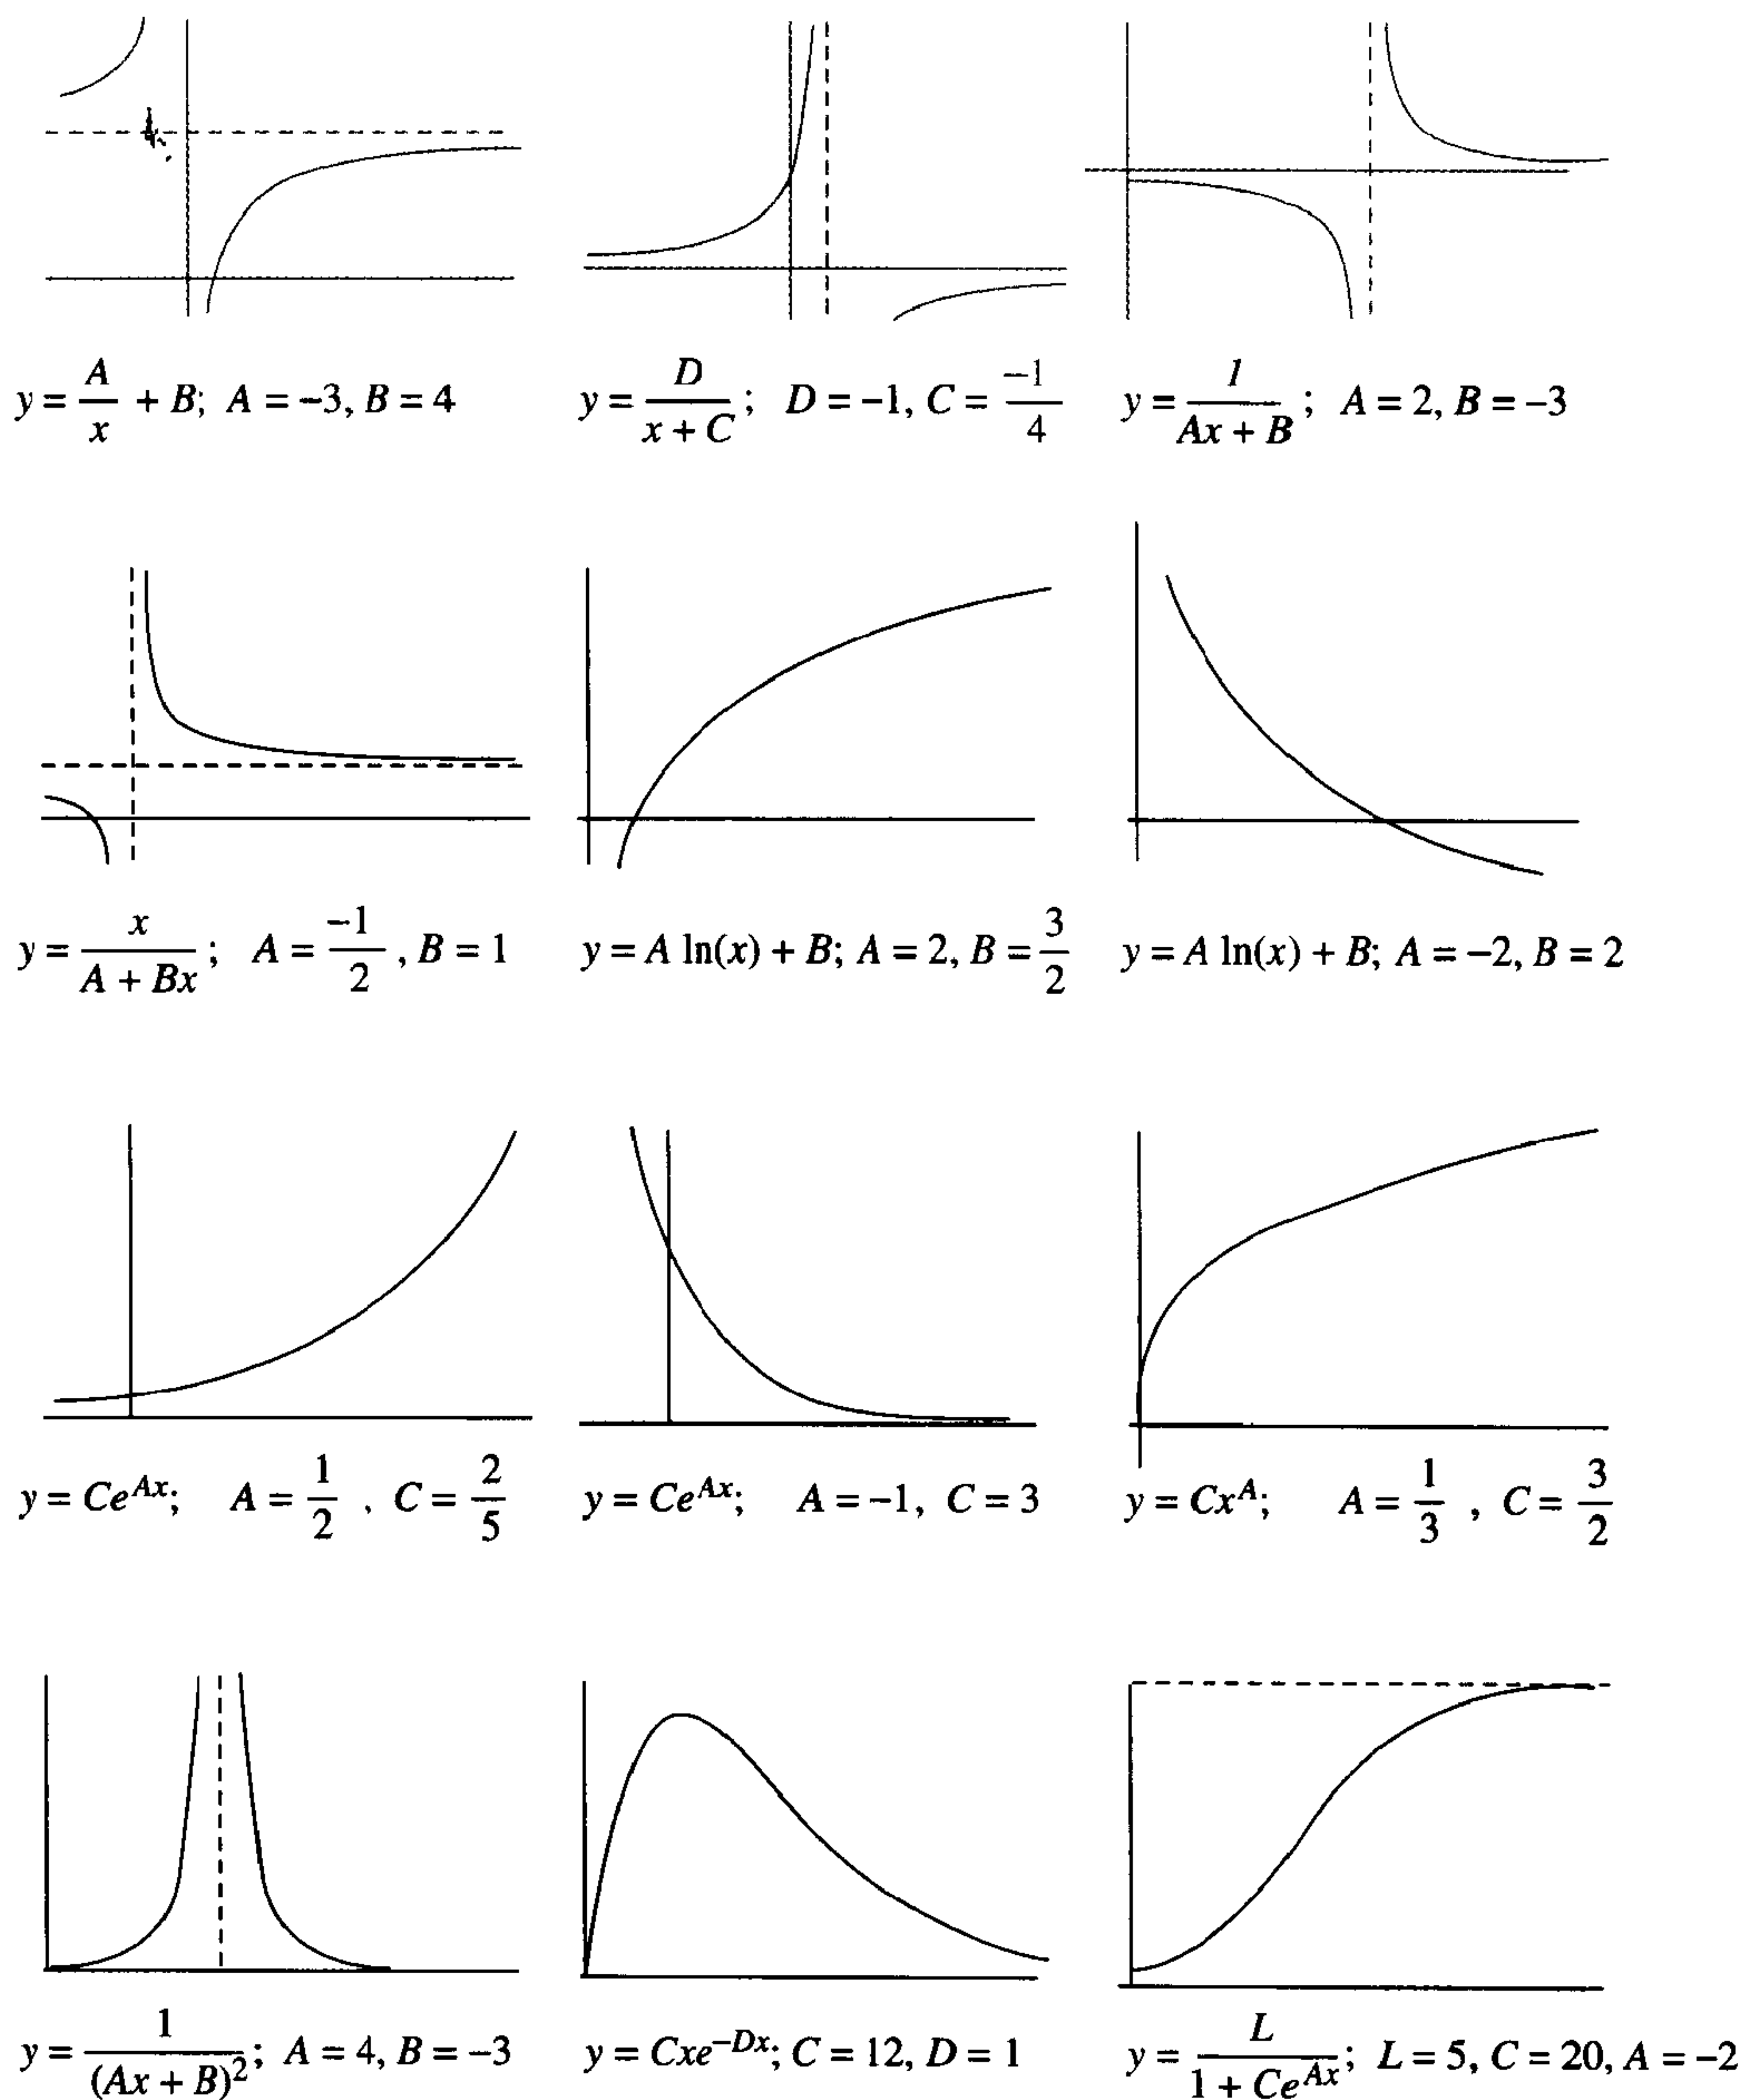 y = A/x + B; A = −3, B = 4
y = D/(x + C); D = −1, C = −1/4
y = 1/(Ax + B); A = 2, B = −3
y = x/(A + Bx); A = −1/2, B = 1
y = A ln(x) + B; A = 2, B = 3/2
y = A ln(x) + B; A = −2, B = 2
y = Ce^{Ax}; A = 1/2, C = 2/5
y = Ce^{Ax}; A = −1, C = 3
y = Cx^A; A = 1/3, C = 3/2
y = 1/(Ax + B)^2; A = 4, B = −3
y = Cxe^{−Dx}; C = 12, D = 1
y = L/(1 + Ce^{Ax}); L = 5, C = 20, A = −2